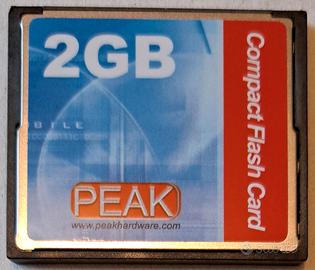 2GB
Compact Flash Card
PEAK
www.peakhardware.com